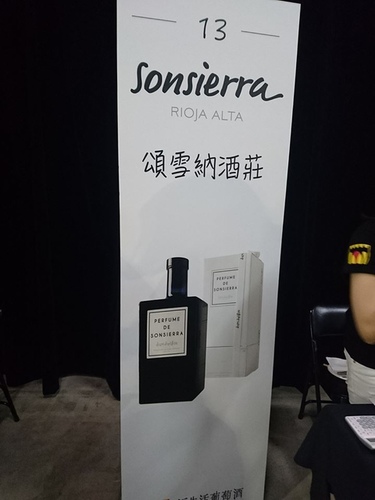 13
Sonsierra
RIOJA ALTA
頌雪納酒莊
PERFUME
DE
SONSIERRA
PERFUME
DE
SONSIERRA